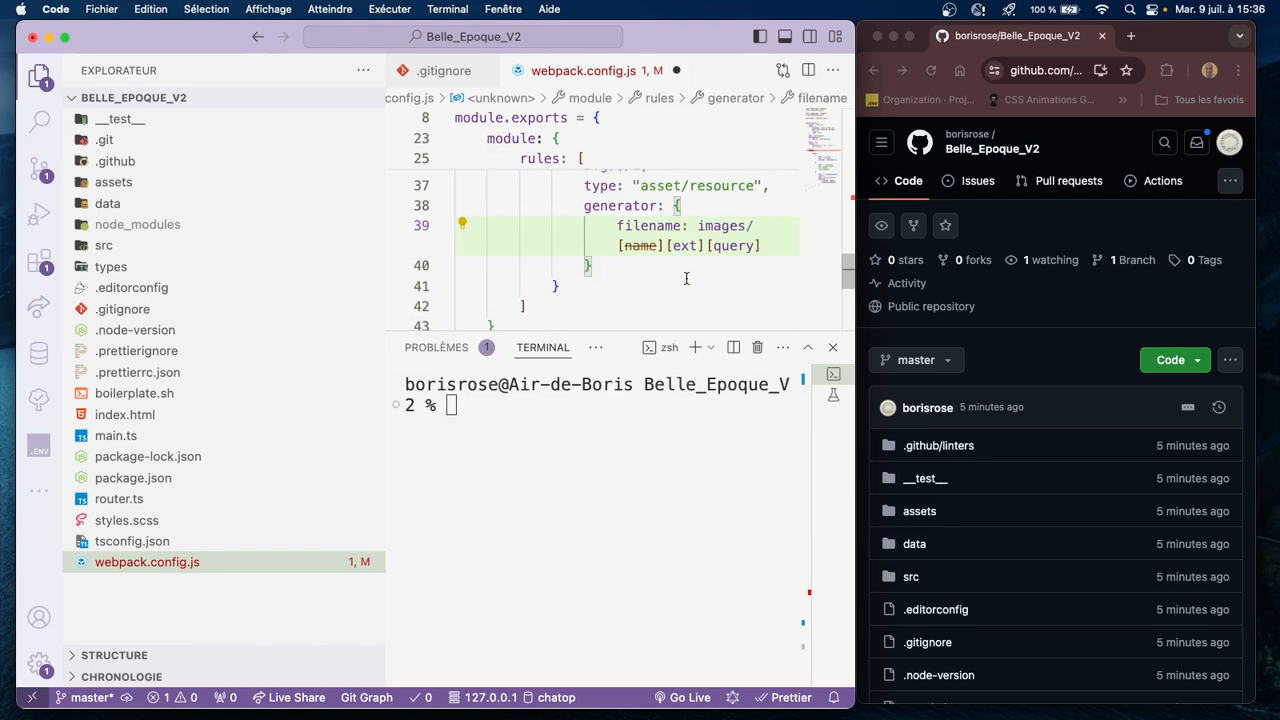 Code Fichier Edition Sélection Affichage Atteindre Exécuter Terminal Fenêtre Aide 100 % Mar. 9 juil. à 15:36
Belle_Epoque_V2
EXPLORATEUR
BELLE_EPOQUE_V2
__test__
.git
.github
assets
data
node_modules
src
types
.editorconfig
.gitignore
.node-version
.prettierignore
.prettierrc.json
boilerplate.sh
index.html
main.ts
package-lock.json
package.json
router.ts
styles.scss
tsconfig.json
webpack.config.js 1, M
STRUCTURE
CHRONOLOGIE
.gitignore webpack.config.js 1, M
config.js <unknown> module rules generator filename
8 module.exports = {
23 module: {
25 rules: [
37 type: "asset/resource",
38 generator: {
39 filename: images/
[name][ext][query]
40 }
41 }
42 ]
43 }
PROBLÈMES 1 TERMINAL zsh
borisrose@Air-de-Boris Belle_Epoque_V
2 %
master* 1 0 0 Live Share Git Graph 0 127.0.0.1 chatop Go Live Prettier
borisrose/Belle_Epoque_V2
github.com/...
Organization · Proj... CSS Animations G... Tous les favoris
borisrose /
Belle_Epoque_V2
Code Issues Pull requests Actions
0 stars 0 forks 1 watching 1 Branch 0 Tags
Activity
Public repository
master Code
borisrose 5 minutes ago
.github/linters 5 minutes ago
__test__ 5 minutes ago
assets 5 minutes ago
data 5 minutes ago
src 5 minutes ago
.editorconfig 5 minutes ago
.gitignore 5 minutes ago
.node-version 5 minutes ago